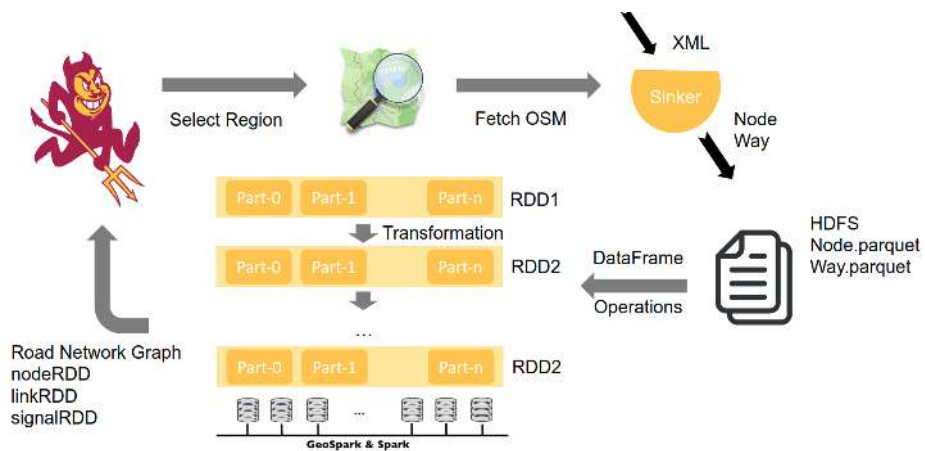 XML
Select Region
Fetch OSM
Sinker
Node
Way
HDFS
Node.parquet
Way.parquet
DataFrame
Operations
Part-0 Part-1 Part-n RDD1
Transformation
Part-0 Part-1 Part-n RDD2
...
Part-0 Part-1 Part-n RDD2
...
GeoSpark & Spark
Road Network Graph
nodeRDD
linkRDD
signalRDD